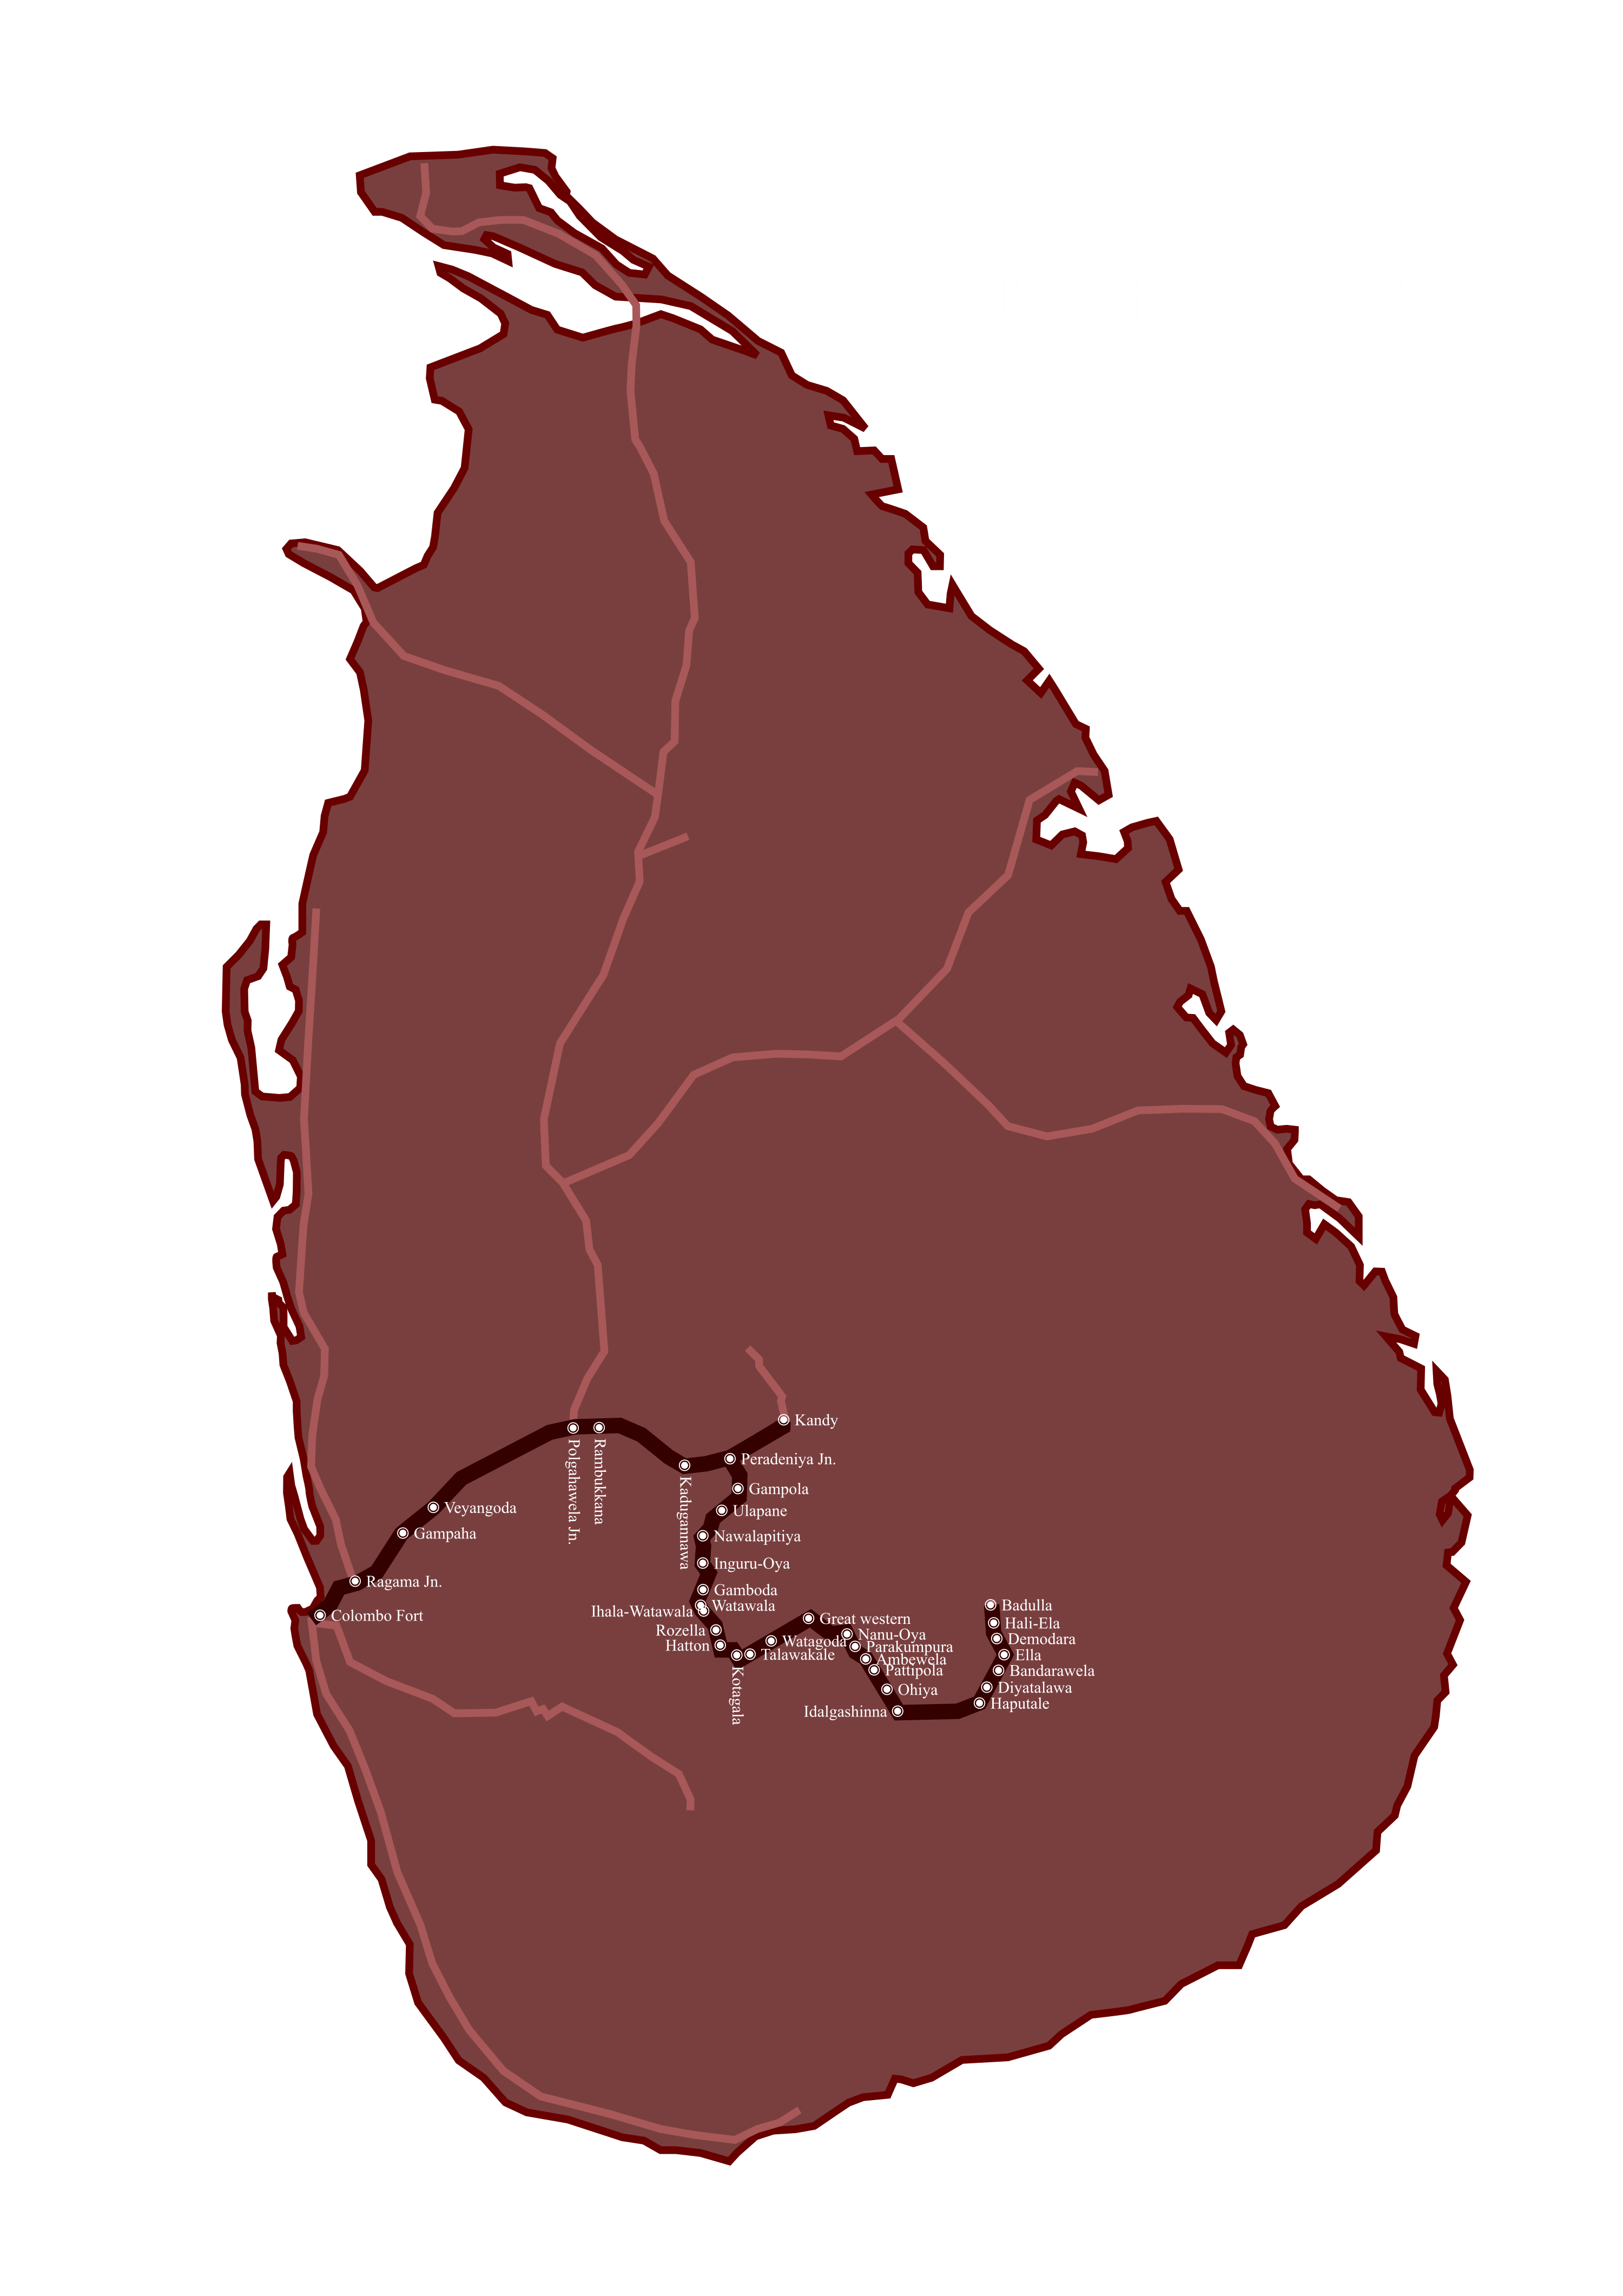 Kandy
Peradeniya Jn.
Polgahawela Jn.
Rambukkana
Kadugannawa
Gampola
Veyangoda
Ulapane
Gampaha
Nawalapitiya
Inguru-Oya
Ragama Jn.
Gamboda
Watawala
Ihala-Watawala
Colombo Fort
Badulla
Great western
Hali-Ela
Rozella
Nanu-Oya
Demodara
Hatton
Watagoda
Parakumpura
Kotagala
Talawakale
Ambewela
Ella
Pattipola
Bandarawela
Ohiya
Diyatalawa
Idalgashinna
Haputale